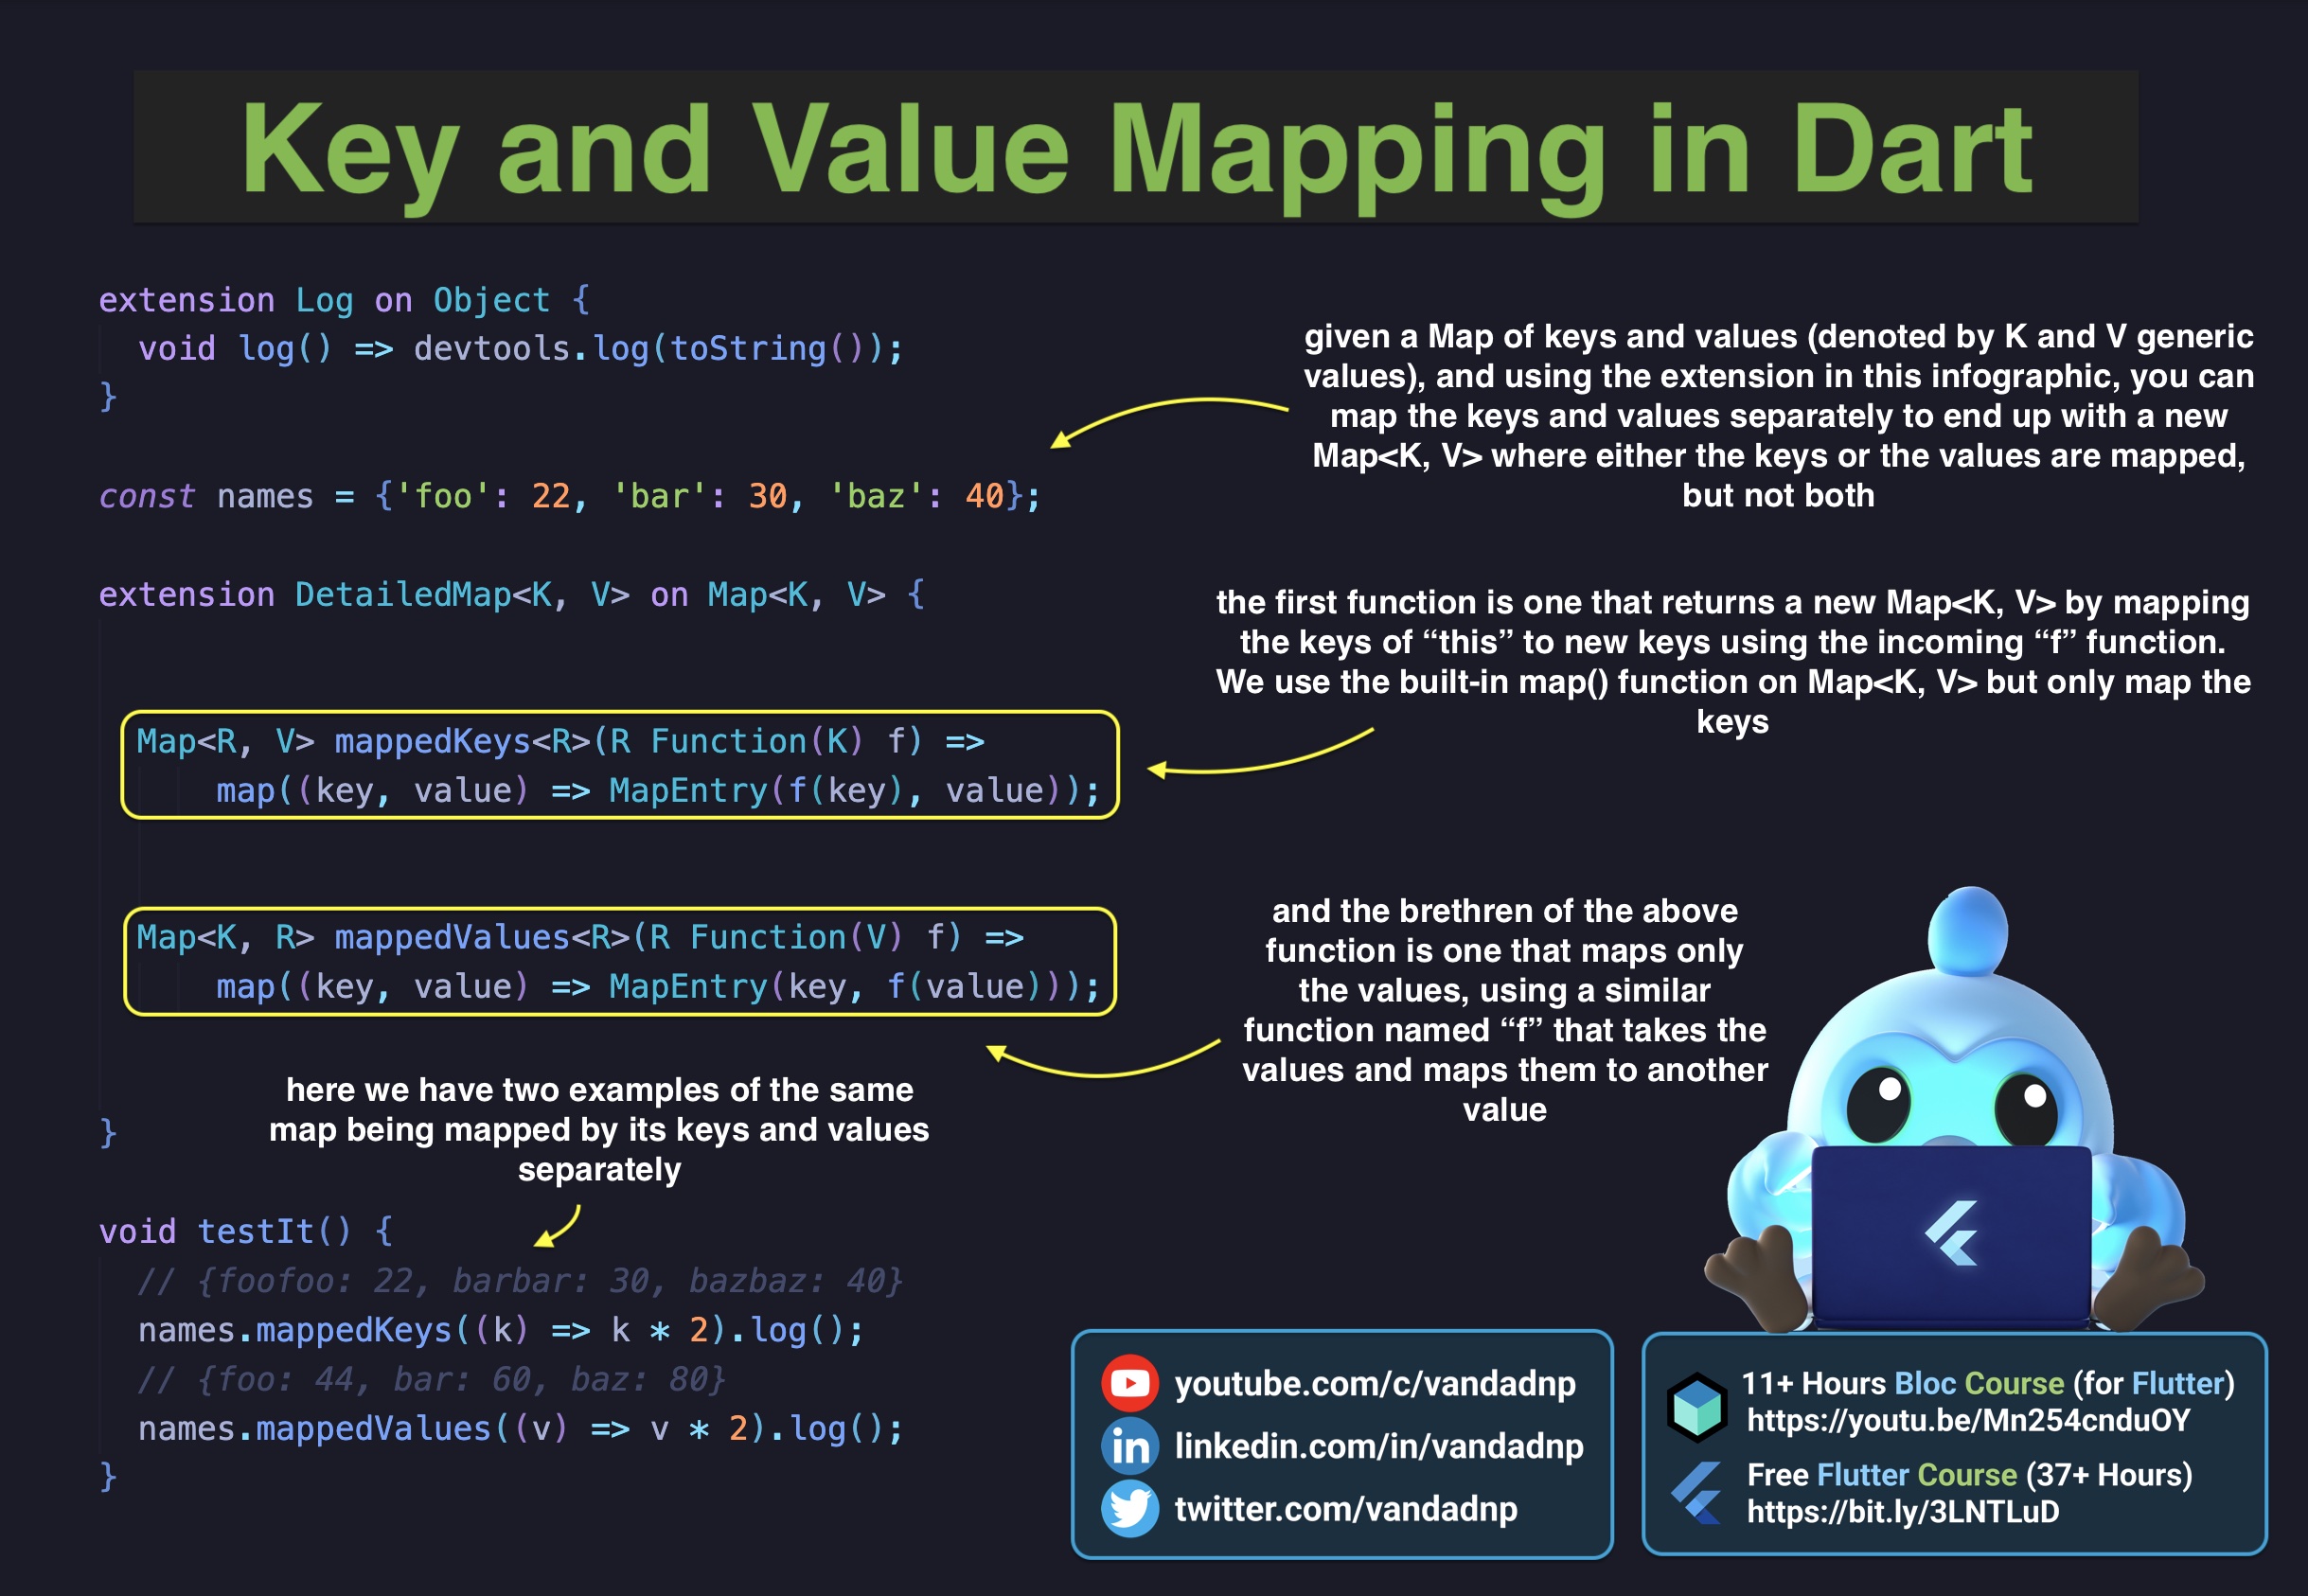 Key and Value Mapping in Dart
extension Log on Object {
void log() => devtools.log(toString());
}
given a Map of keys and values (denoted by K and V generic
values), and using the extension in this infographic, you can
map the keys and values separately to end up with a new
Map<K, V> where either the keys or the values are mapped,
but not both
const names = {'foo': 22, 'bar': 30, 'baz': 40};
extension DetailedMap<K, V> on Map<K, V> {
the first function is one that returns a new Map<K, V> by mapping
the keys of “this” to new keys using the incoming “f” function.
We use the built-in map() function on Map<K, V> but only map the
keys
Map<R, V> mappedKeys<R>(R Function(K) f) =>
map((key, value) => MapEntry(f(key), value));
Map<K, R> mappedValues<R>(R Function(V) f) =>
map((key, value) => MapEntry(key, f(value)));
and the brethren of the above
function is one that maps only
the values, using a similar
function named “f” that takes the
values and maps them to another
value
}
here we have two examples of the same
map being mapped by its keys and values
separately
void testIt() {
// {foofoo: 22, barbar: 30, bazbaz: 40}
names.mappedKeys((k) => k * 2).log();
// {foo: 44, bar: 60, baz: 80}
names.mappedValues((v) => v * 2).log();
}
youtube.com/c/vandadnp
linkedin.com/in/vandadnp
twitter.com/vandadnp
11+ Hours Bloc Course (for Flutter)
https://youtu.be/Mn254cnduOY
Free Flutter Course (37+ Hours)
https://bit.ly/3LNTLuD